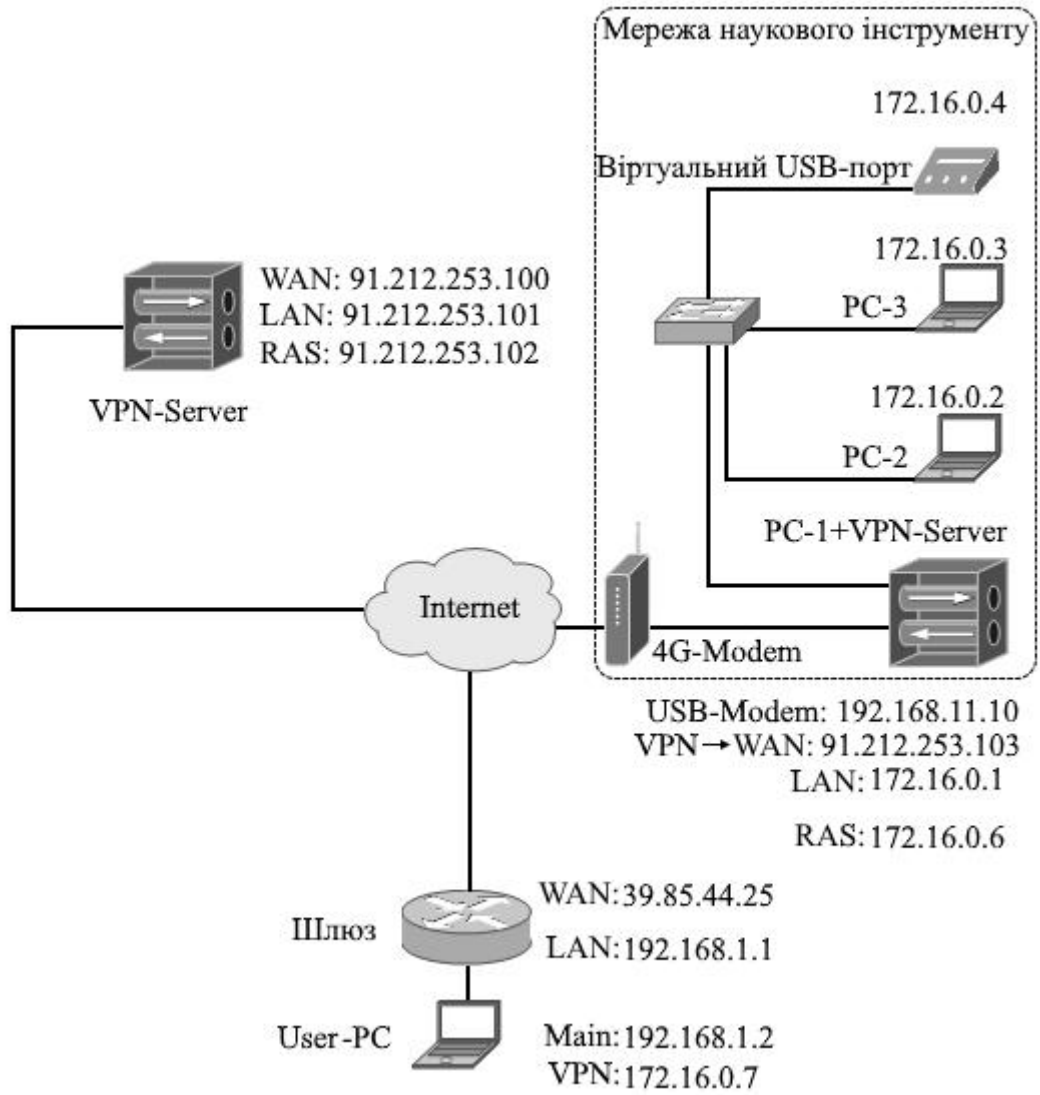 Мережа наукового інструменту
172.16.0.4
Віртуальний USB-порт
172.16.0.3
PC-3
172.16.0.2
PC-2
PC-1+VPN-Server
4G-Modem
USB-Modem: 192.168.11.10
VPN→WAN: 91.212.253.103
LAN: 172.16.0.1
RAS: 172.16.0.6
WAN: 91.212.253.100
LAN: 91.212.253.101
RAS: 91.212.253.102
VPN-Server
Internet
Шлюз
WAN: 39.85.44.25
LAN: 192.168.1.1
User-PC
Main: 192.168.1.2
VPN: 172.16.0.7